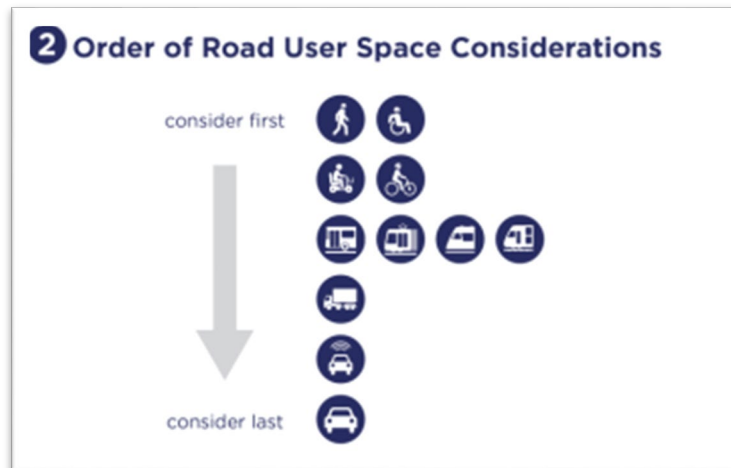 2 Order of Road User Space Considerations
consider first
consider last